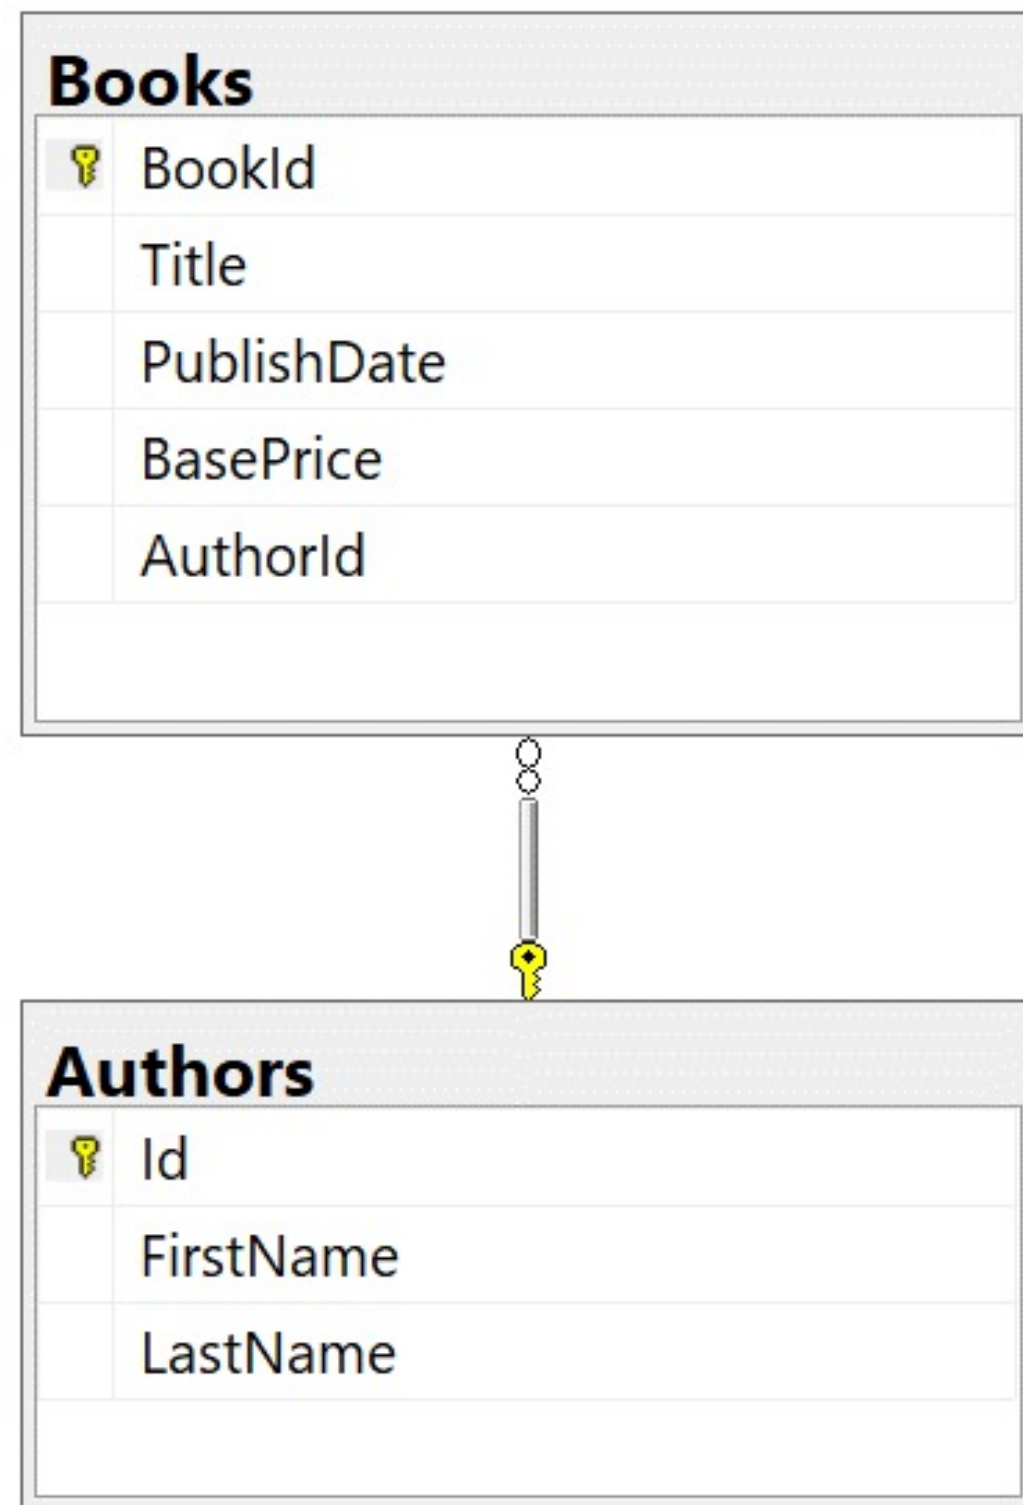 Books
BookId
Title
PublishDate
BasePrice
AuthorId
Authors
Id
FirstName
LastName